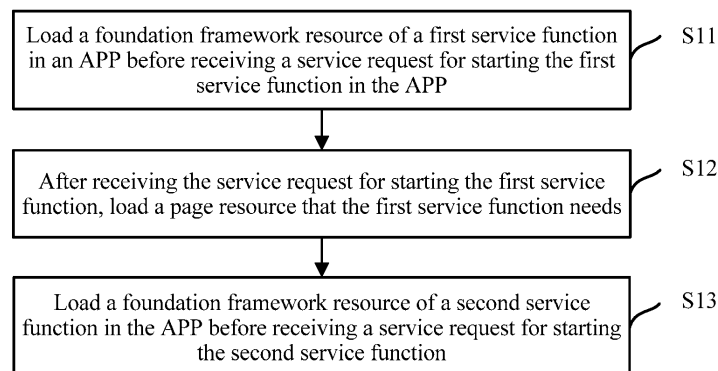 Load a foundation framework resource of a first service function
in an APP before receiving a service request for starting the first
service function in the APP
S11
After receiving the service request for starting the first service
function, load a page resource that the first service function needs
S12
Load a foundation framework resource of a second service
function in the APP before receiving a service request for starting
the second service function
S13